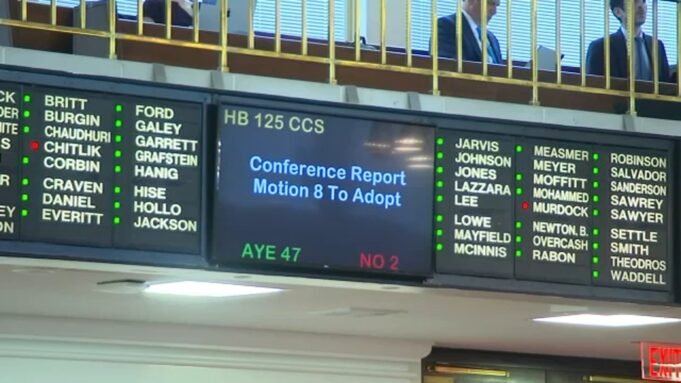 BRITT
BURGIN
CHAUDHURI
CHITLIK
CORBIN
CRAVEN
DANIEL
EVERITT
FORD
GALEY
GARRETT
GRAFSTEIN
HANIG
HISE
HOLLO
JACKSON
HB 125 CCS
Conference Report
Motion 8 To Adopt
AYE 47 NO 2
JARVIS
JOHNSON
JONES
LAZZARA
LEE
LOWE
MAYFIELD
MCINNIS
MEASMER
MEYER
MOFFITT
MOHAMMED
MURDOCK
NEWTON, B.
OVERCASH
RABON
ROBINSON
SALVADOR
SANDERSON
SAWREY
SAWYER
SETTLE
SMITH
THEODROS
WADDELL
EXIT